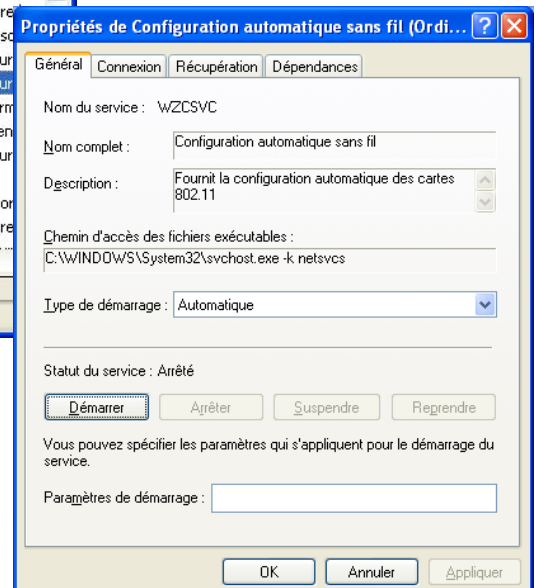 Propriétés de Configuration automatique sans fil (Ordi...
Général Connexion Récupération Dépendances
Nom du service : WZCSVC
Nom complet : Configuration automatique sans fil
Description : Fournit la configuration automatique des cartes
802.11
Chemin d'accès des fichiers exécutables :
C:\WINDOWS\System32\svchost.exe -k netsvcs
Type de démarrage : Automatique
Statut du service : Arrêté
Démarrer Arrêter Suspendre Reprendre
Vous pouvez spécifier les paramètres qui s'appliquent pour le démarrage du
service.
Paramètres de démarrage :
OK Annuler Appliquer